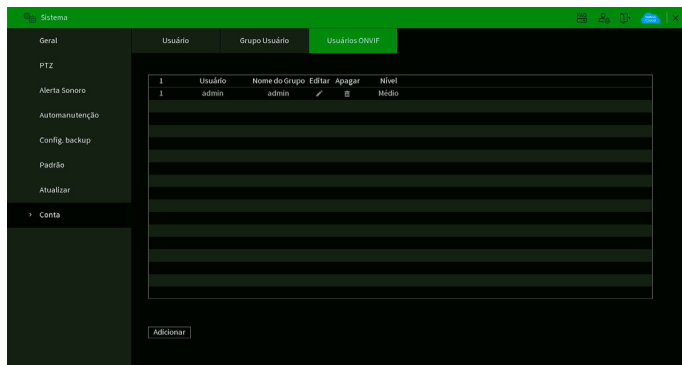 Sistema
Geral
PTZ
Alerta Sonoro
Automanutenção
Config. backup
Padrão
Atualizar
> Conta
Usuário Grupo Usuário Usuários ONVIF
1 Usuário Nome do Grupo Editar Apagar Nível
1 admin admin Médio
Adicionar